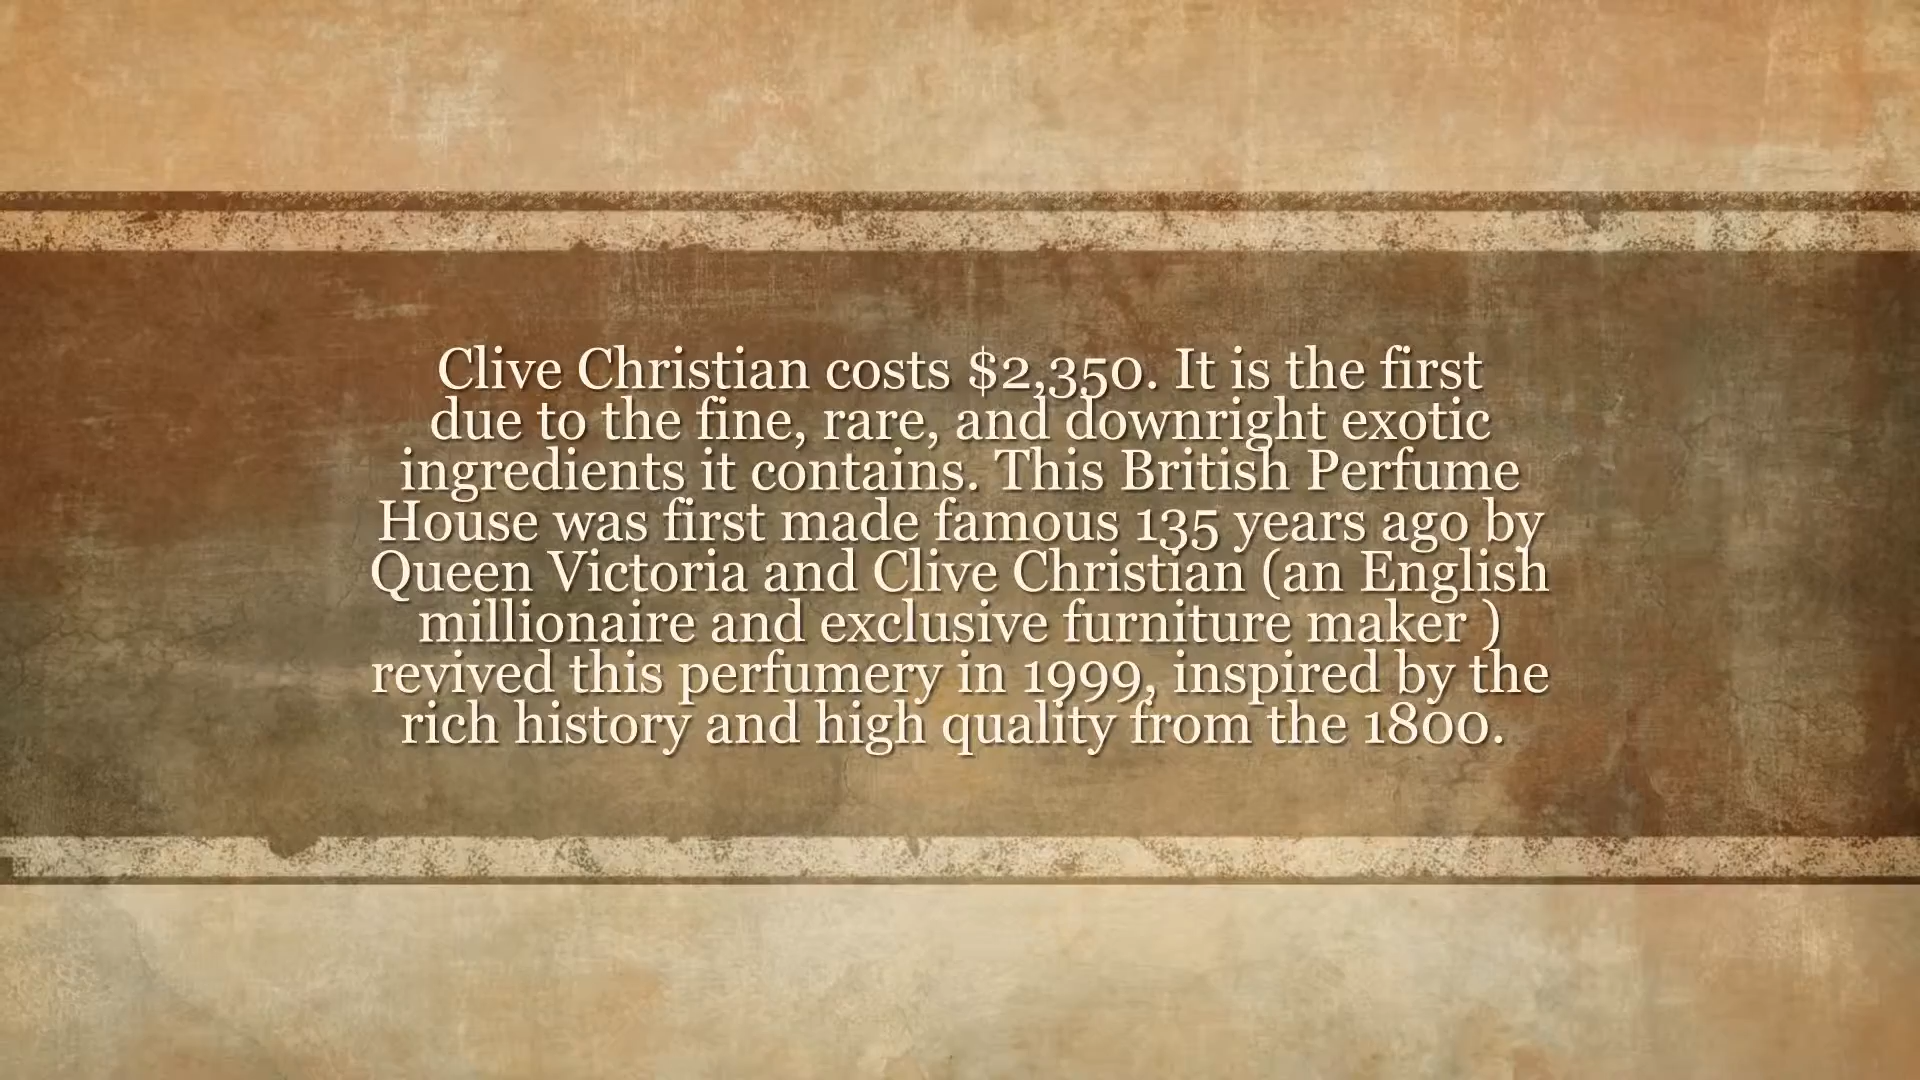 Clive Christian costs $2,350. It is the first
due to the fine, rare, and downright exotic
ingredients it contains. This British Perfume
House was first made famous 135 years ago by
Queen Victoria and Clive Christian (an English
millionaire and exclusive furniture maker )
revived this perfumery in 1999, inspired by the
rich history and high quality from the 1800.